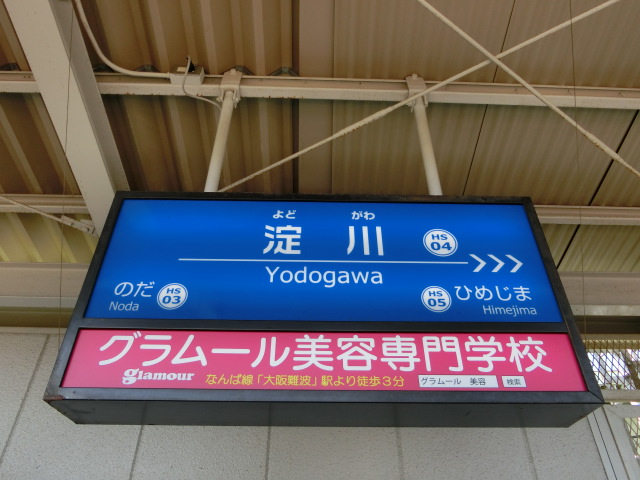 よど がわ
淀川 HS 04
Yodogawa
のだ HS 03 HS 05 ひめじま
Noda Himejima
グラムール美容専門学校
glamour なんば線「大阪難波」駅より徒歩3分 グラムール 美容 検索